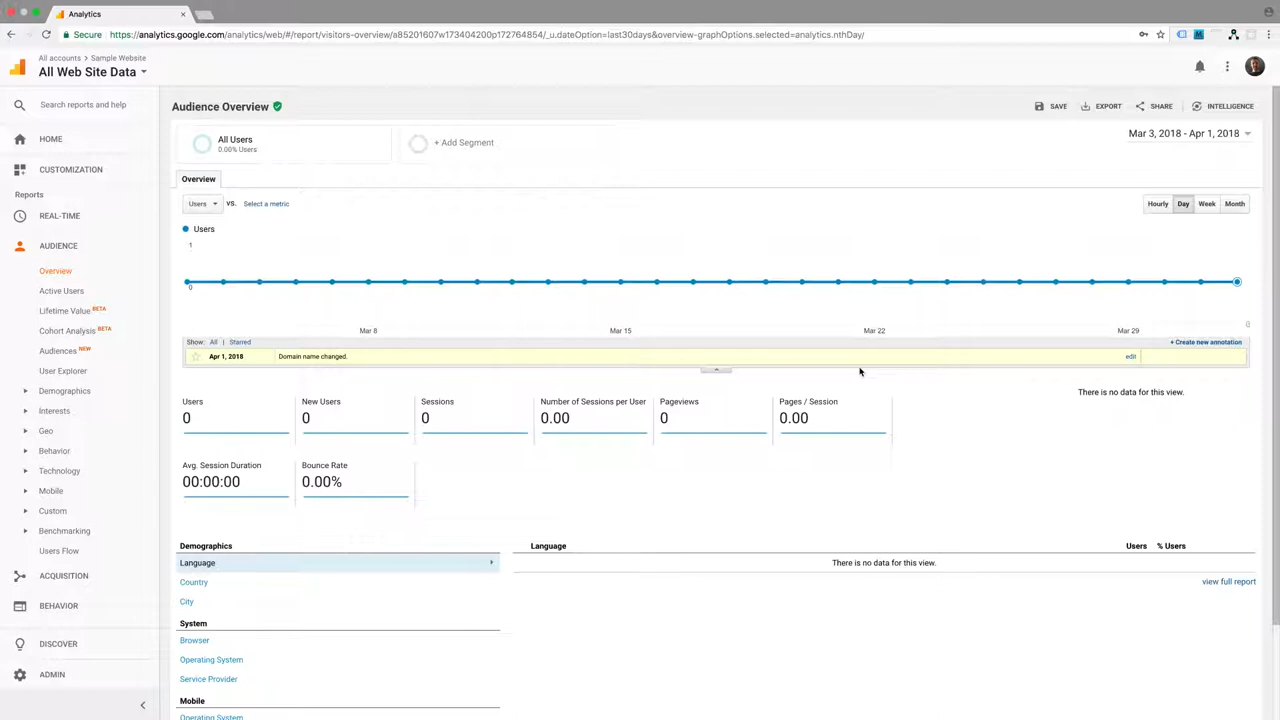 Analytics
Secure https://analytics.google.com/analytics/web/#/report/visitors-overview/a85201607w173404200p172764854/_u.dateOption=last30days&overview-graphOptions.selected=analytics.nthDay/
All accounts > Sample Website
All Web Site Data
Search reports and help
HOME
CUSTOMIZATION
Reports
REAL-TIME
AUDIENCE
Overview
Active Users
Lifetime Value BETA
Cohort Analysis BETA
Audiences NEW
User Explorer
Demographics
Interests
Geo
Behavior
Technology
Mobile
Custom
Benchmarking
Users Flow
ACQUISITION
BEHAVIOR
DISCOVER
ADMIN
Audience Overview
SAVE EXPORT SHARE INTELLIGENCE
All Users
0.00% Users
+ Add Segment
Mar 3, 2018 - Apr 1, 2018
Overview
Users vs. Select a metric
Hourly Day Week Month
Users
1
0
Mar 8 Mar 15 Mar 22 Mar 29
0
Show: All | Starred
+ Create new annotation
Apr 1, 2018 Domain name changed. edit
There is no data for this view.
Users New Users Sessions Number of Sessions per User Pageviews Pages / Session
0 0 0 0.00 0 0.00
Avg. Session Duration Bounce Rate
00:00:00 0.00%
Demographics
Language
Country
City
System
Browser
Operating System
Service Provider
Mobile
Operating System
Language Users % Users
There is no data for this view.
view full report